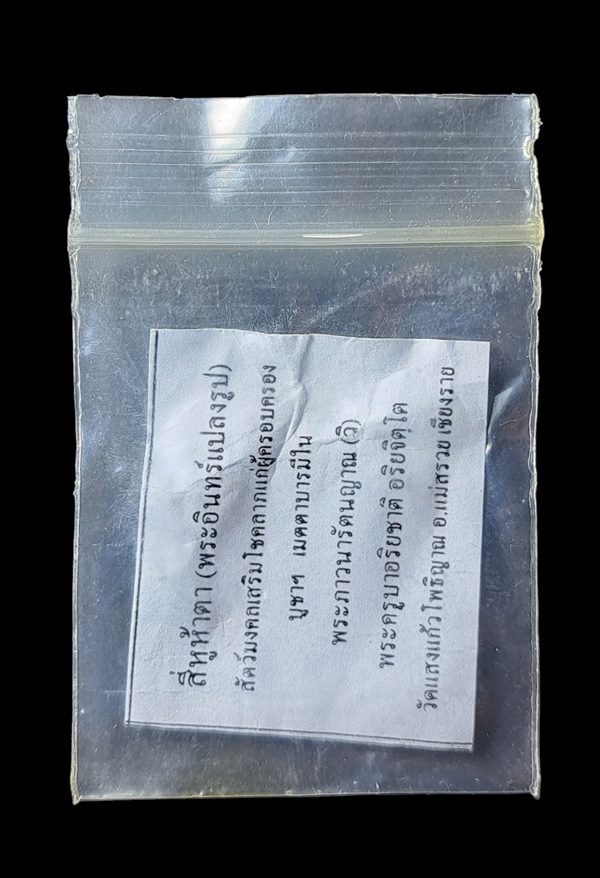 สี่หูห้าตา (พระอินทร์แปลงรูป)
สัตว์มงคลเสริมโชคลาภแก่ผู้ครอบครอง
บูชาฯ เมตตาบารมีใน
พระภาวนารัตนญาณ (วิ)
พระครูบาอริยชาติ อริยจิตฺโต
วัดแสงแก้วโพธิญาณ อ.แม่สรวย เชียงราย